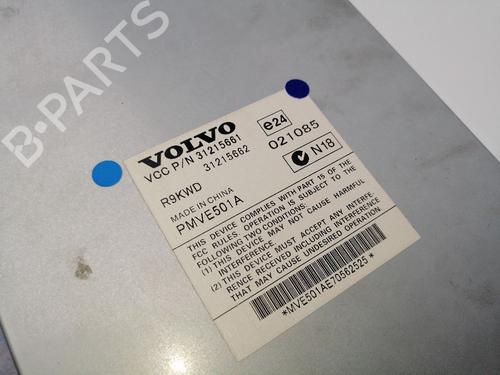 B-PARTS
VOLVO
VCC P/N 31215661
31215662
e24
021085
N18
R9KWD
MADE IN CHINA
PMVE501A
THIS DEVICE COMPLIES WITH PART 15 OF THE
FCC RULES. OPERATION IS SUBJECT TO THE
FOLLOWING TWO CONDITIONS.
(1) THIS DEVICE MAY NOT CAUSE HARMFUL
INTERFERENCE.
(2) THIS DEVICE MUST ACCEPT ANY INTERFE-
RENCE RECEIVED INCLUDING INTERFERENCE
THAT MAY CAUSE UNDESIRED OPERATION
*MVE501AE70562525*